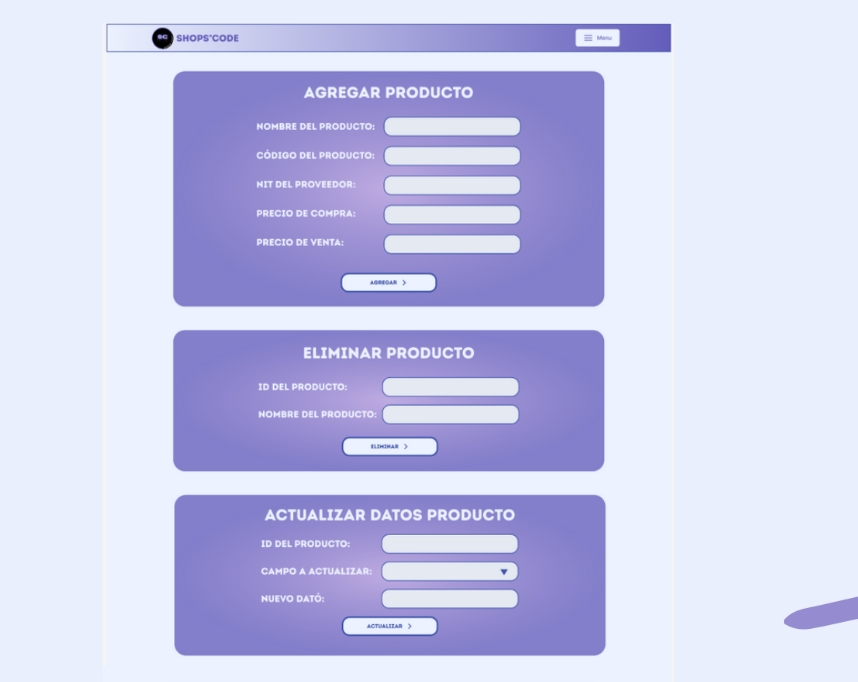 SC SHOPS"CODE
Menu
AGREGAR PRODUCTO
NOMBRE DEL PRODUCTO:
CÓDIGO DEL PRODUCTO:
NIT DEL PROVEEDOR:
PRECIO DE COMPRA:
PRECIO DE VENTA:
AGREGAR >
ELIMINAR PRODUCTO
ID DEL PRODUCTO:
NOMBRE DEL PRODUCTO:
ELIMINAR >
ACTUALIZAR DATOS PRODUCTO
ID DEL PRODUCTO:
CAMPO A ACTUALIZAR:
NUEVO DATÓ:
ACTUALIZAR >